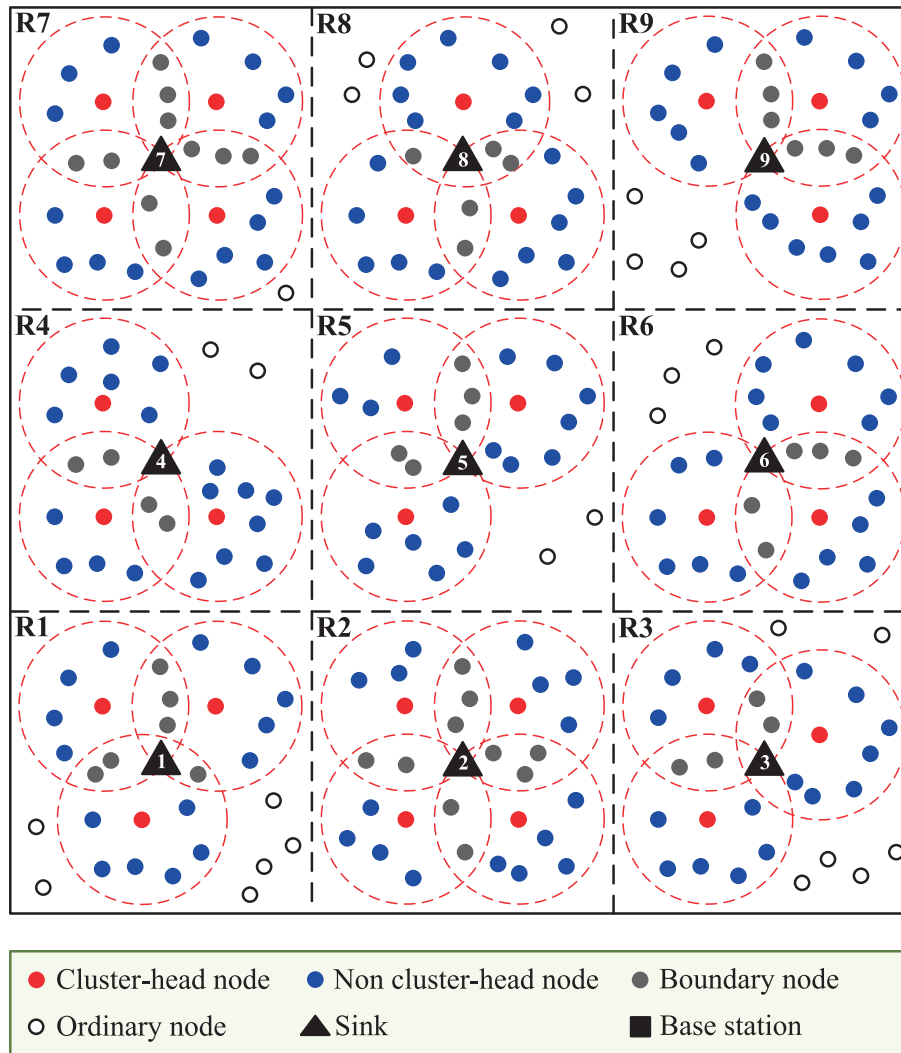 R7 R8 R9
7 8 9
R4 R5 R6
4 5 6
R1 R2 R3
1 2 3
Cluster-head node Non cluster-head node Boundary node
Ordinary node Sink Base station